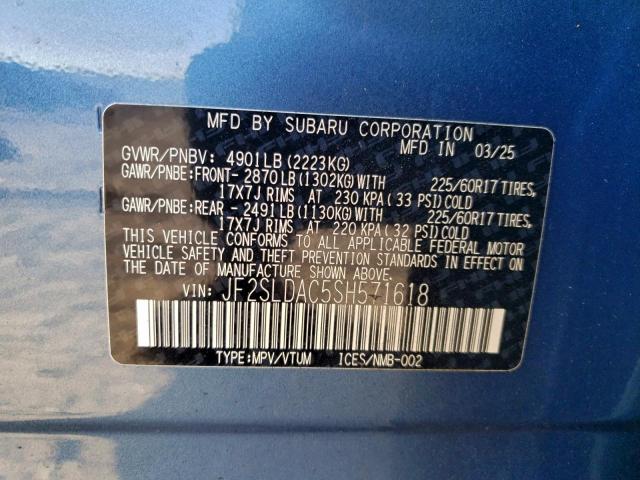 MFD BY SUBARU CORPORATION
MFD IN 03/25
GVWR/PNBV: 4901LB (2223KG)
GAWR/PNBE:FRONT- 2870LB(1302KG)WITH 225/60R17 TIRES,
17X7J RIMS AT 230 KPA( 33 PSI)COLD
GAWR/PNBE:REAR - 2491LB(1130KG)WITH 225/60R17 TIRES,
17X7J RIMS AT 220 KPA( 32 PSI)COLD
THIS VEHICLE CONFORMS TO ALL APPLICABLE FEDERAL MOTOR
VEHICLE SAFETY AND THEFT PREVENTION STANDARDS IN EFFECT ON
THE DATE OF MANUFACTURE SHOWN ABOVE.
VIN: JF2SLDAC5SH571618
TYPE:MPV/VTUM ICES/NMB-002